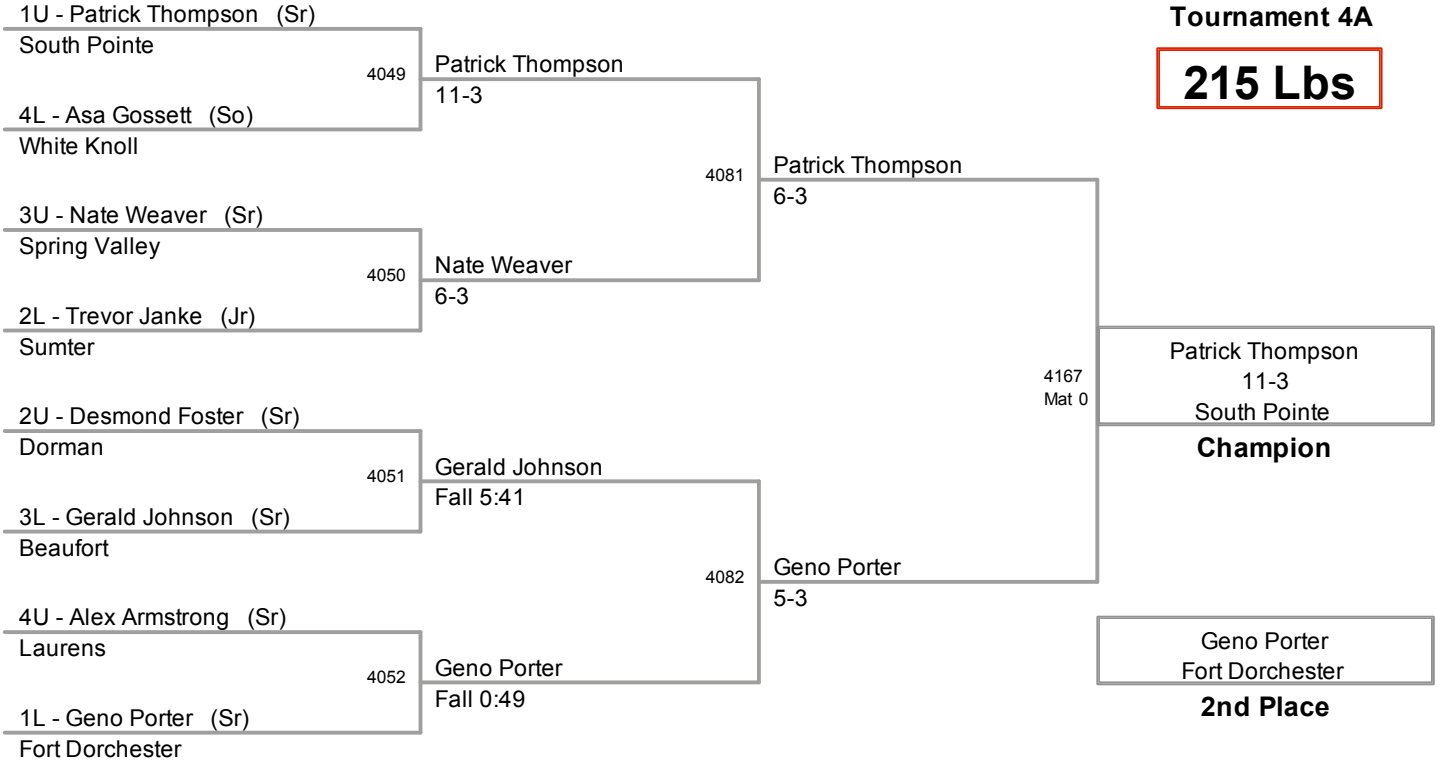 1U - Patrick Thompson (Sr)
South Pointe
4049
4L - Asa Gossett (So)
White Knoll
3U - Nate Weaver (Sr)
Spring Valley
4050
2L - Trevor Janke (Jr)
Sumter
2U - Desmond Foster (Sr)
Dorman
4051
3L - Gerald Johnson (Sr)
Beaufort
4U - Alex Armstrong (Sr)
Laurens
4052
1L - Geno Porter (Sr)
Fort Dorchester
Patrick Thompson
11-3
4081
Nate Weaver
6-3
Gerald Johnson
Fall 5:41
4082
Geno Porter
Fall 0:49
Patrick Thompson
6-3
4167
Mat 0
Geno Porter
5-3
Tournament 4A
215 Lbs
Patrick Thompson
11-3
South Pointe
Champion
Geno Porter
Fort Dorchester
2nd Place